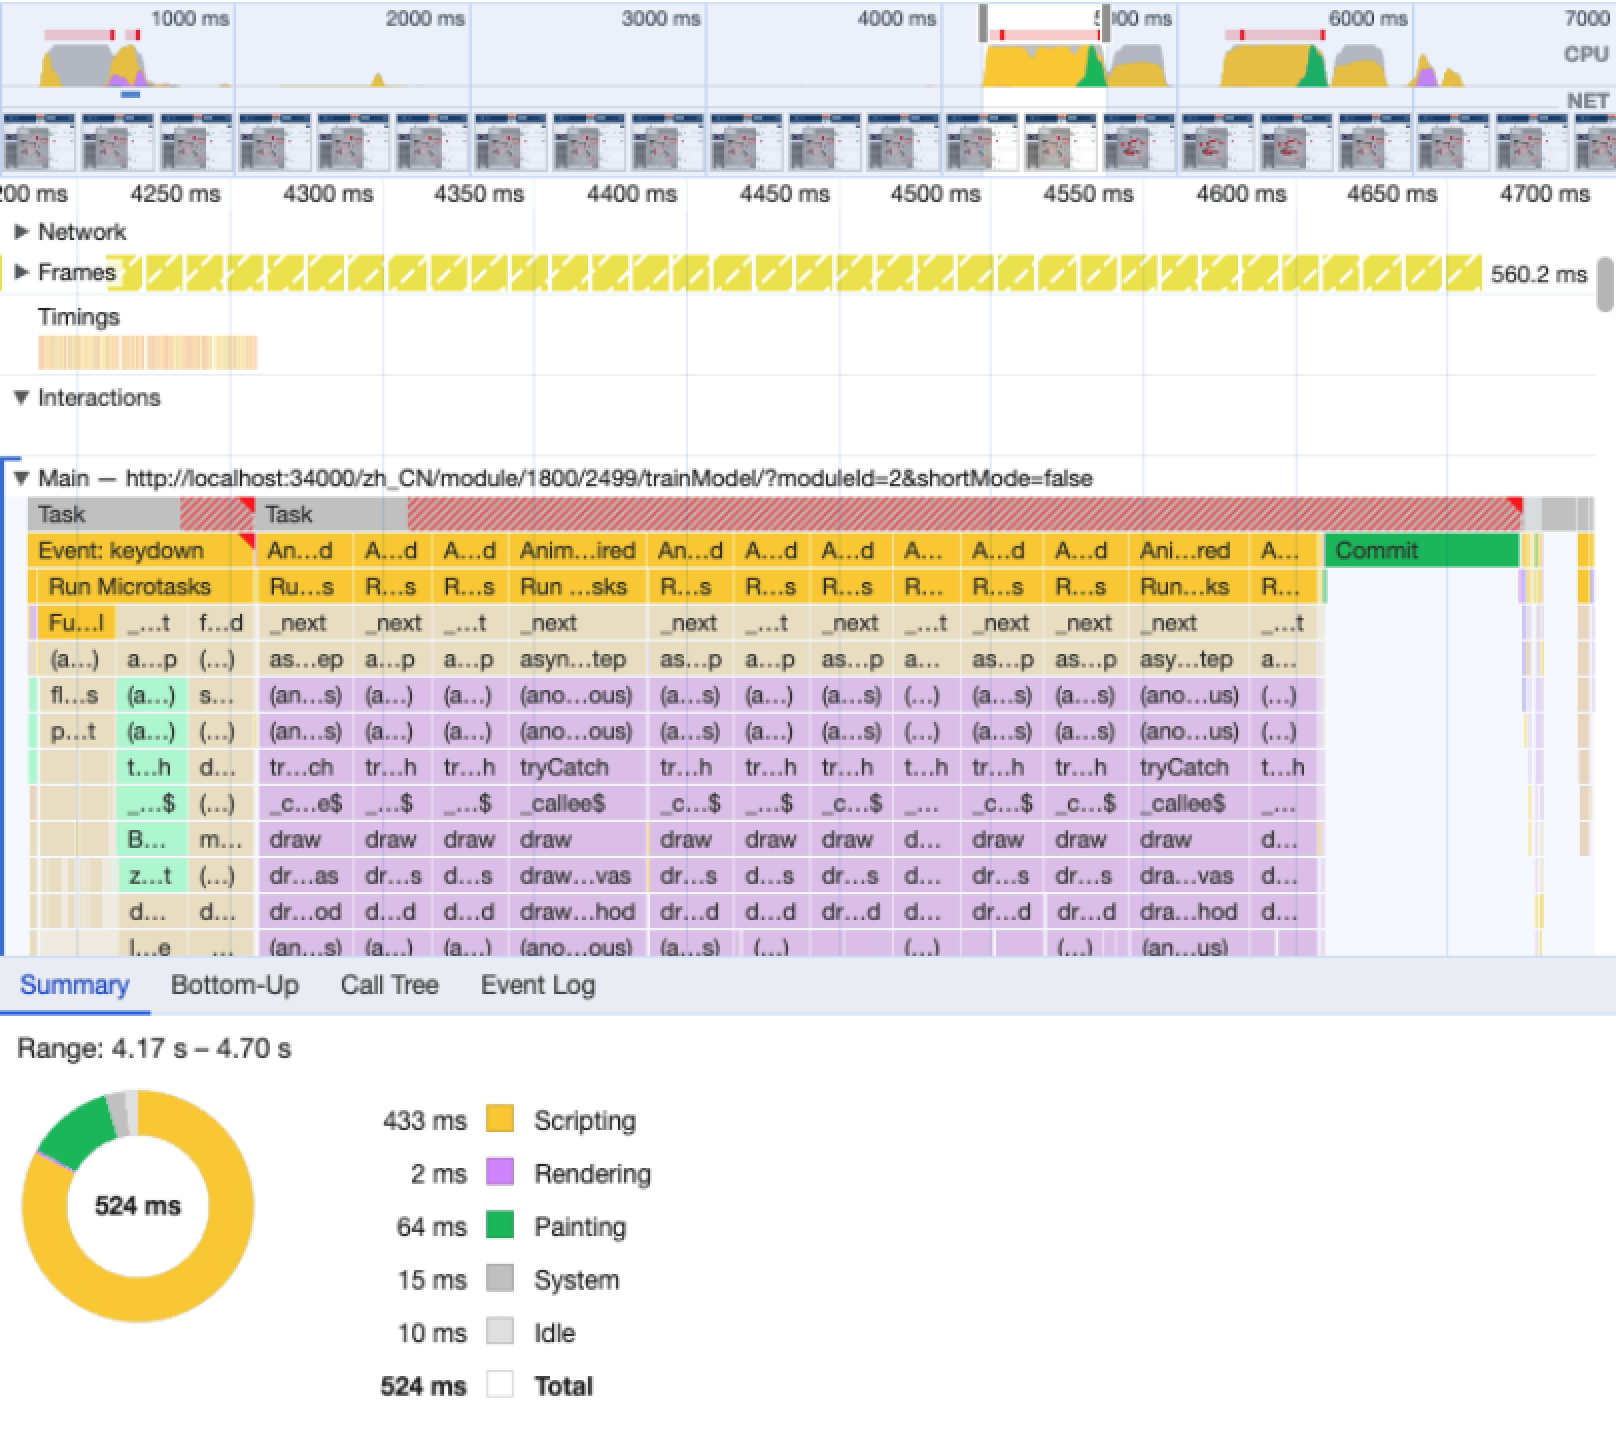 1000 ms 2000 ms 3000 ms 4000 ms 6000 ms 7000
CPU
NET
200 ms 4250 ms 4300 ms 4350 ms 4400 ms 4450 ms 4500 ms 4550 ms 4600 ms 4650 ms 4700 ms
Network
Frames 560.2 ms
Timings
Interactions
Main — http://localhost:34000/zh_CN/module/1800/2499/trainModel/?moduleId=2&shortMode=false
Task Task
Event: keydown An...d A...d A...d Anim...ired An...d A...d A...d A... A...d A...d Ani...red A... Commit
Run Microtasks Ru...s R...s R...s Run ...sks R...s R...s R...s R... R...s R...s Run...ks R...
Fu...l _...t f...d _next _next _...t _next _next _...t _next _...t _next _next _next _...t
(a...) a...p (...) as...ep a...p a...p asyn...tep as...p a...p as...p a... as...p as...p asy...tep a...
fl...s (a...) s... (an...s) (a...) (a...) (ano...ous) (a...s) (a...) (a...s) (...) (a...s) (a...s) (ano...us) (...)
p...t (a...) (...) (an...s) (a...) (a...) (ano...ous) (a...s) (a...) (a...s) (...) (a...s) (a...s) (ano...us) (...)
t...h d... tr...ch tr...h tr...h tryCatch tr...h tr...h tr...h t...h tr...h tr...h tryCatch t...h
_...$ (...) _c...e$ _...$ _...$ _callee$ _c...$ _...$ _c...$ _... _c...$ _c...$ _callee$ _...
B... m... draw draw draw draw draw draw draw d... draw draw draw d...
z...t (...) dr...as dr...s d...s draw...vas dr...s d...s dr...s d... dr...s dr...s dra...vas d...
d... d... dr...od d...d d...d draw...hod dr...d d...d dr...d d... dr...d dr...d dra...hod d...
l...e ... (an...s) (a...) (a...) (ano...ous) (a...s) (...) (...) (...) (an...us)
Summary Bottom-Up Call Tree Event Log
Range: 4.17 s – 4.70 s
524 ms
433 ms Scripting
2 ms Rendering
64 ms Painting
15 ms System
10 ms Idle
524 ms Total